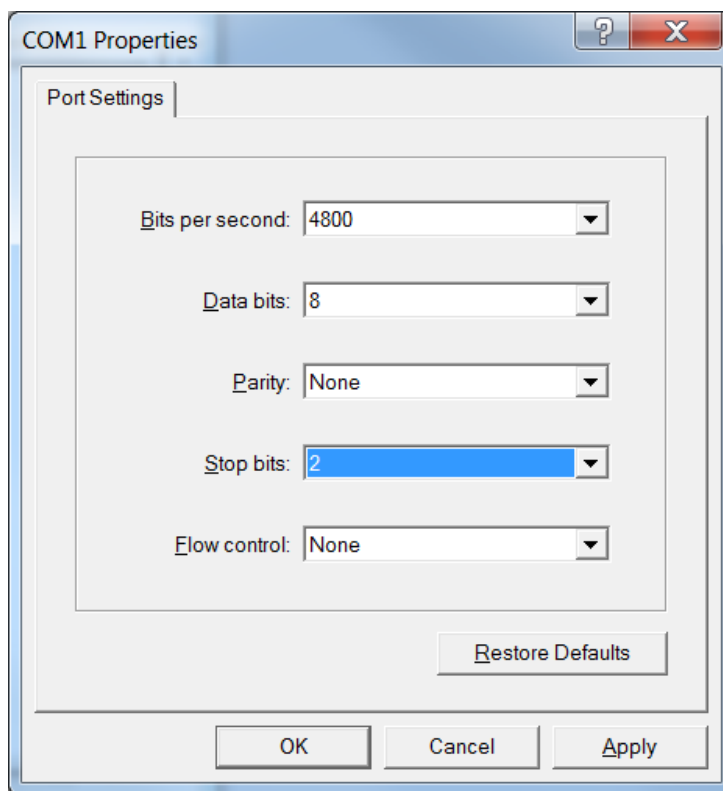 COM1 Properties
Port Settings
Bits per second: 4800
Data bits: 8
Parity: None
Stop bits: 2
Flow control: None
Restore Defaults
OK Cancel Apply